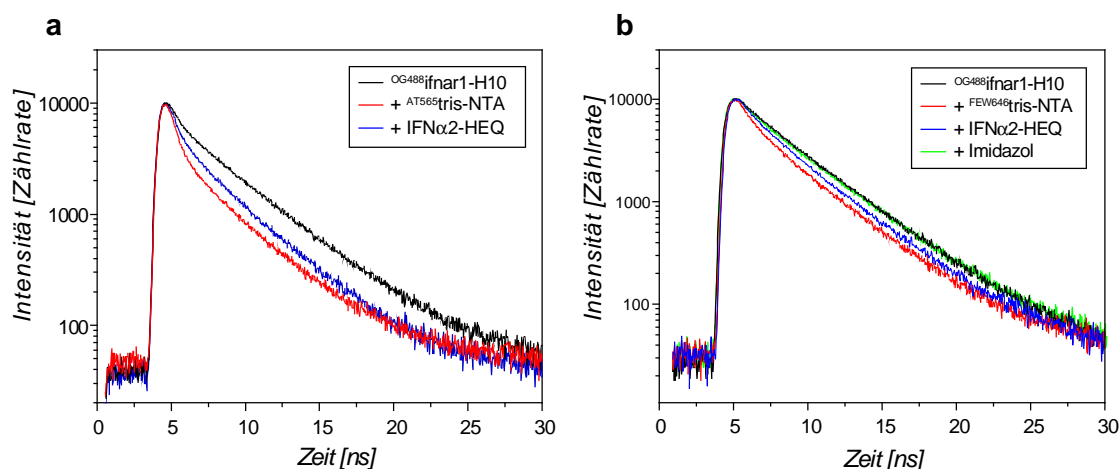 a
Intensität [Zählrate]
10000
1000
100
0 5 10 15 20 25 30
Zeit [ns]
OG488ifnar1-H10
+ AT565tris-NTA
+ IFNα2-HEQ
b
Intensität [Zählrate]
10000
1000
100
0 5 10 15 20 25 30
Zeit [ns]
OG488ifnar1-H10
+ FEW646tris-NTA
+ IFNα2-HEQ
+ Imidazol